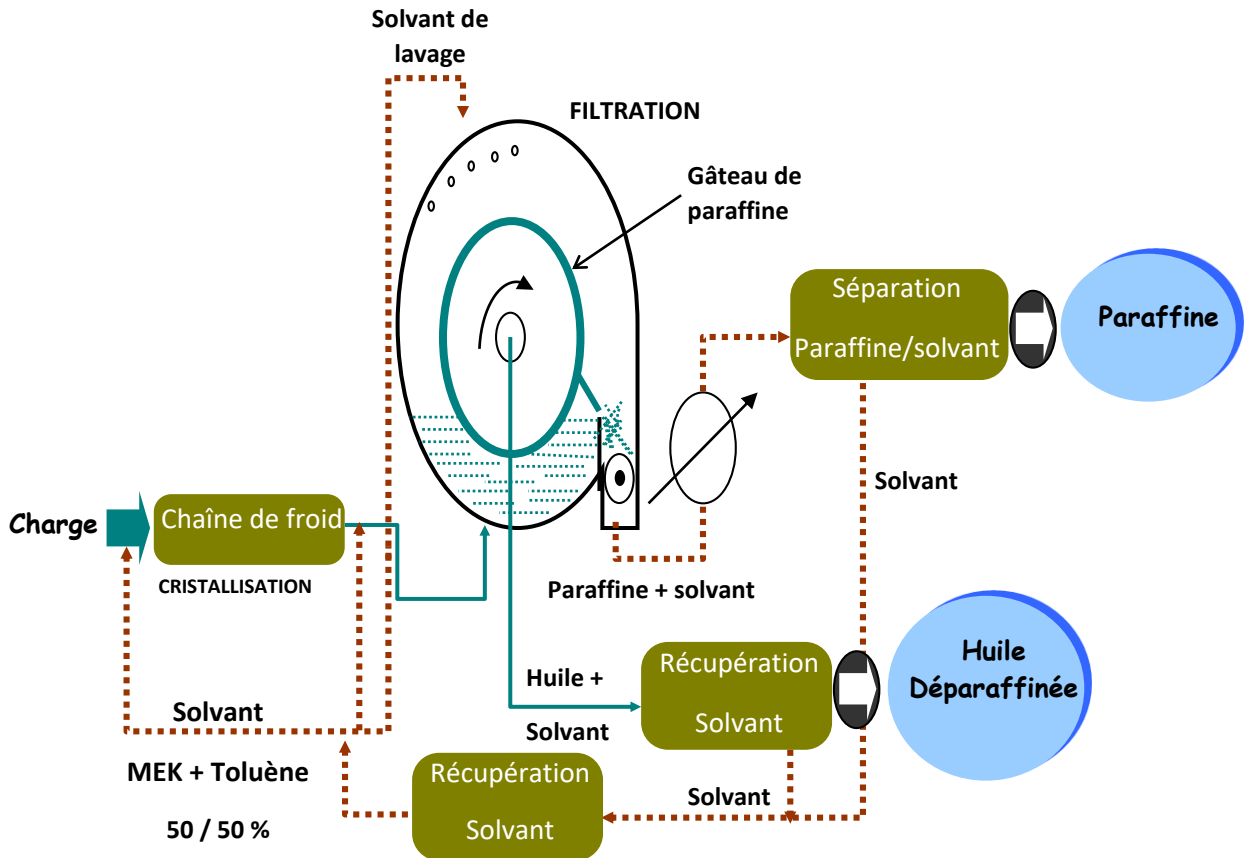 Solvant de
lavage
FILTRATION
Gâteau de
paraffine
Séparation
Paraffine/solvant
Paraffine
Solvant
Charge
Chaîne de froid
CRISTALLISATION
Paraffine + solvant
Huile +
Solvant
Récupération
Solvant
Huile
Déparaffinée
Solvant
MEK + Toluène
50 / 50 %
Récupération
Solvant
Solvant